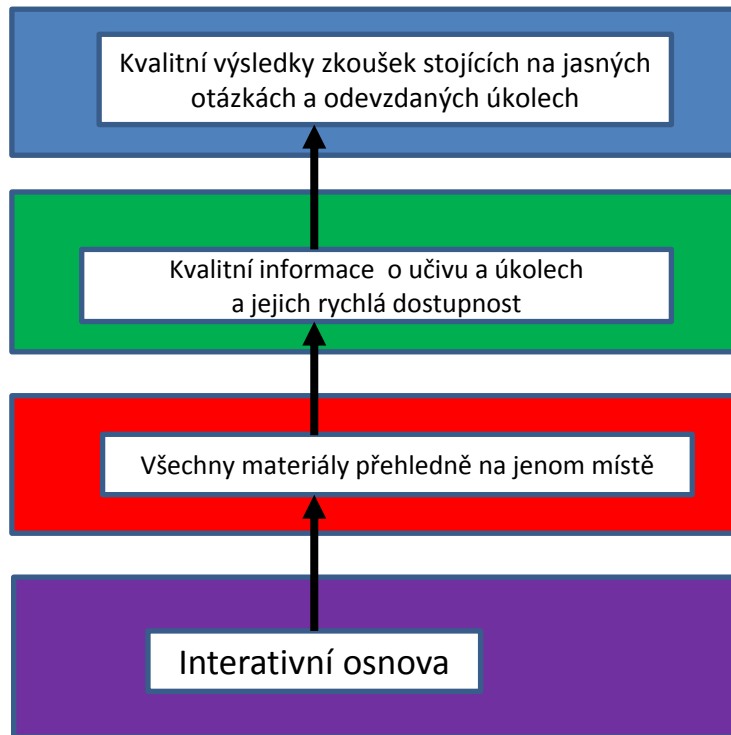 Kvalitní výsledky zkoušek stojících na jasných
otázkách a odevzdaných úkolech
Kvalitní informace o učivu a úkolech
a jejich rychlá dostupnost
Všechny materiály přehledně na jenom místě
Interativní osnova